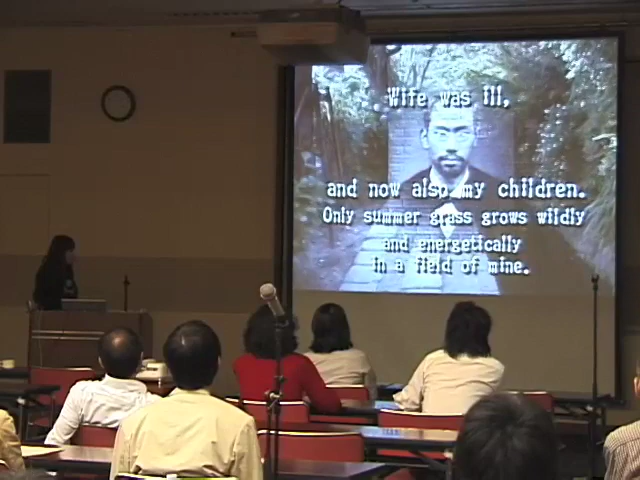 Wife was ill,
and now also my children.
Only summer grass grows wildly
and energetically
in a field of mine.